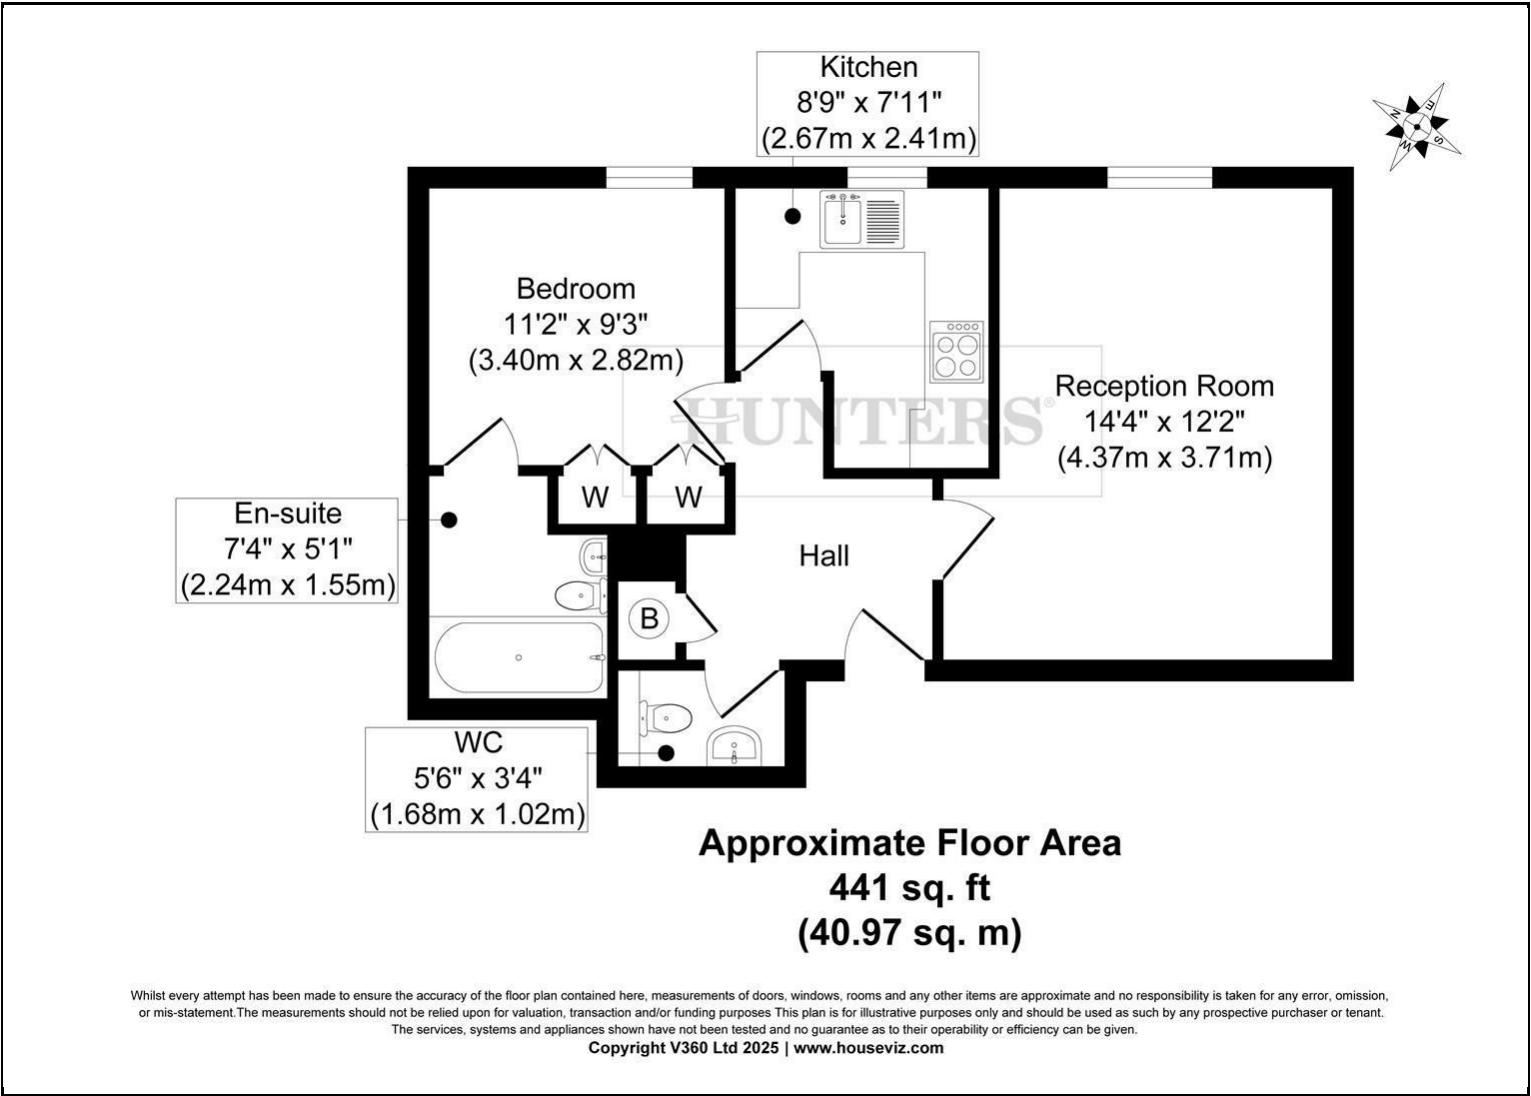 Kitchen
8'9" x 7'11"
(2.67m x 2.41m)
N
E
S
W
Bedroom
11'2" x 9'3"
(3.40m x 2.82m)
Reception Room
14'4" x 12'2"
(4.37m x 3.71m)
HUNTERS®
W
W
En-suite
7'4" x 5'1"
(2.24m x 1.55m)
Hall
B
WC
5'6" x 3'4"
(1.68m x 1.02m)
Approximate Floor Area
441 sq. ft
(40.97 sq. m)
Whilst every attempt has been made to ensure the accuracy of the floor plan contained here, measurements of doors, windows, rooms and any other items are approximate and no responsibility is taken for any error, omission,
or mis-statement.The measurements should not be relied upon for valuation, transaction and/or funding purposes This plan is for illustrative purposes only and should be used as such by any prospective purchaser or tenant.
The services, systems and appliances shown have not been tested and no guarantee as to their operability or efficiency can be given.
Copyright V360 Ltd 2025 | www.houseviz.com